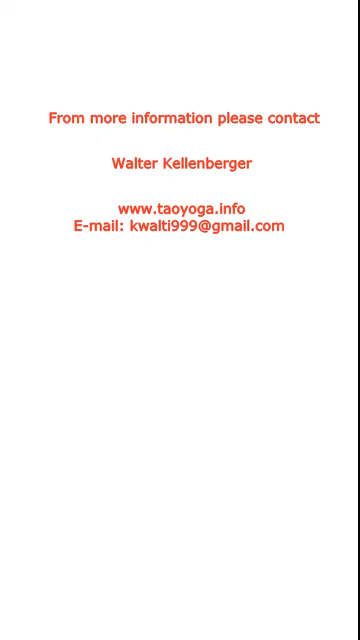 From more information please contact
Walter Kellenberger
www.taoyoga.info
E-mail: kwalti999@gmail.com